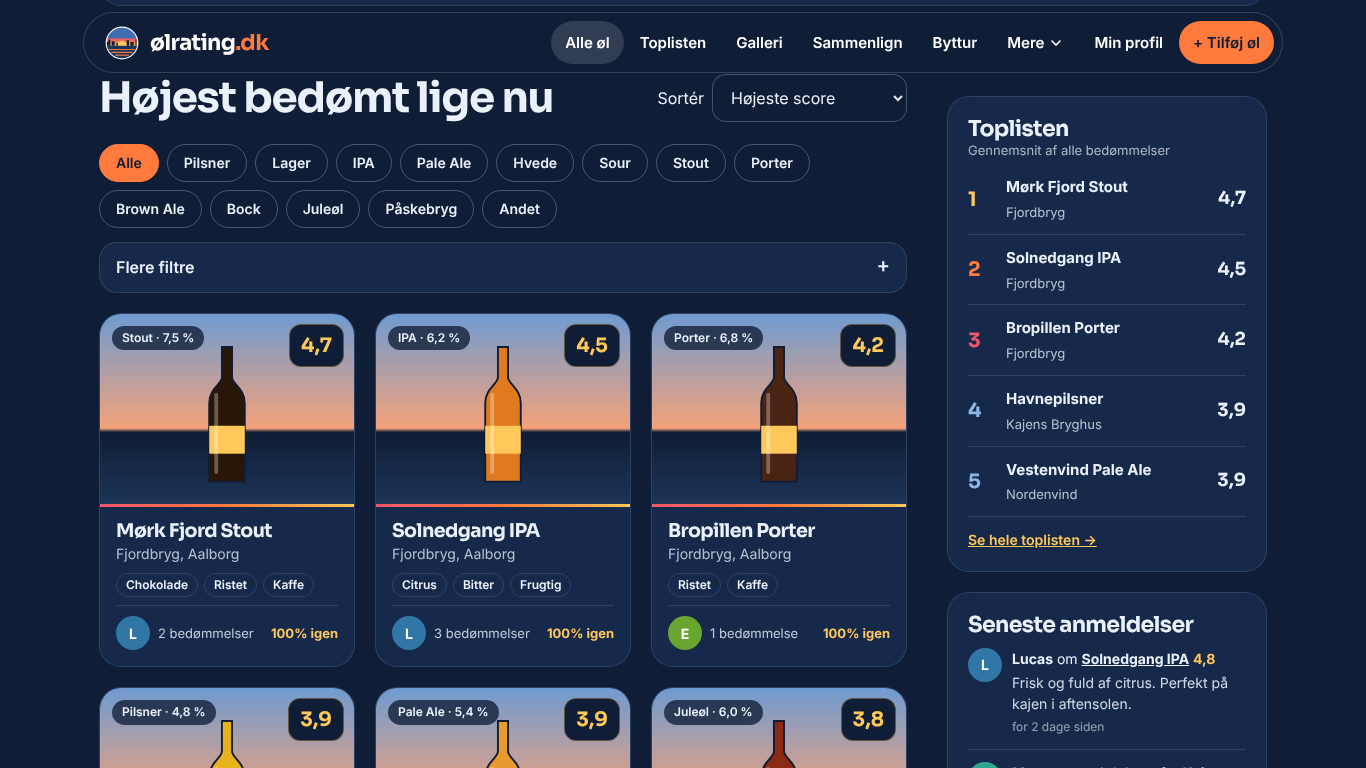 ølrating.dk
Alle øl
Toplisten
Galleri
Sammenlign
Byttur
Mere
Min profil
+ Tilføj øl
Højest bedømt lige nu
Sortér
Højeste score
Alle
Pilsner
Lager
IPA
Pale Ale
Hvede
Sour
Stout
Porter
Brown Ale
Bock
Juleøl
Påskebryg
Andet
Flere filtre
+
Stout · 7,5 %
4,7
Mørk Fjord Stout
Fjordbryg, Aalborg
Chokolade
Ristet
Kaffe
L
2 bedømmelser
100% igen
IPA · 6,2 %
4,5
Solnedgang IPA
Fjordbryg, Aalborg
Citrus
Bitter
Frugtig
L
3 bedømmelser
100% igen
Porter · 6,8 %
4,2
Bropillen Porter
Fjordbryg, Aalborg
Ristet
Kaffe
E
1 bedømmelse
100% igen
Pilsner · 4,8 %
3,9
Pale Ale · 5,4 %
3,9
Juleøl · 6,0 %
3,8
Toplisten
Gennemsnit af alle bedømmelser
1
Mørk Fjord Stout
Fjordbryg
4,7
2
Solnedgang IPA
Fjordbryg
4,5
3
Bropillen Porter
Fjordbryg
4,2
4
Havnepilsner
Kajens Bryghus
3,9
5
Vestenvind Pale Ale
Nordenvind
3,9
Se hele toplisten →
Seneste anmeldelser
L
Lucas om Solnedgang IPA 4,8
Frisk og fuld af citrus. Perfekt på
kajen i aftensolen.
for 2 dage siden